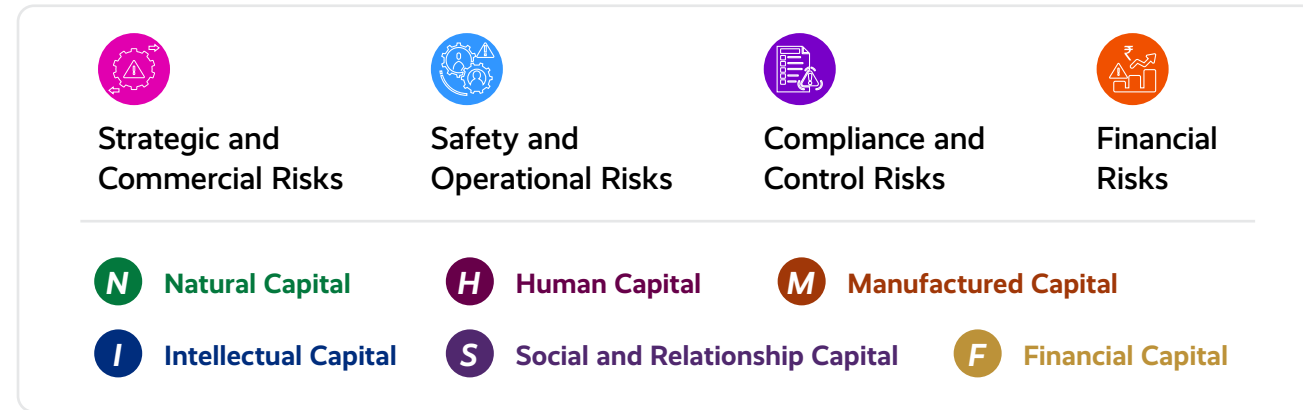 ₹
Strategic and
Commercial Risks
Safety and
Operational Risks
Compliance and
Control Risks
Financial
Risks
N Natural Capital
H Human Capital
M Manufactured Capital
I Intellectual Capital
S Social and Relationship Capital
F Financial Capital